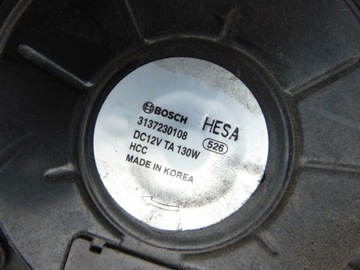 BOSCH
3137230108 HESA
DC12V TA 130W 526
HCC
MADE IN KOREA